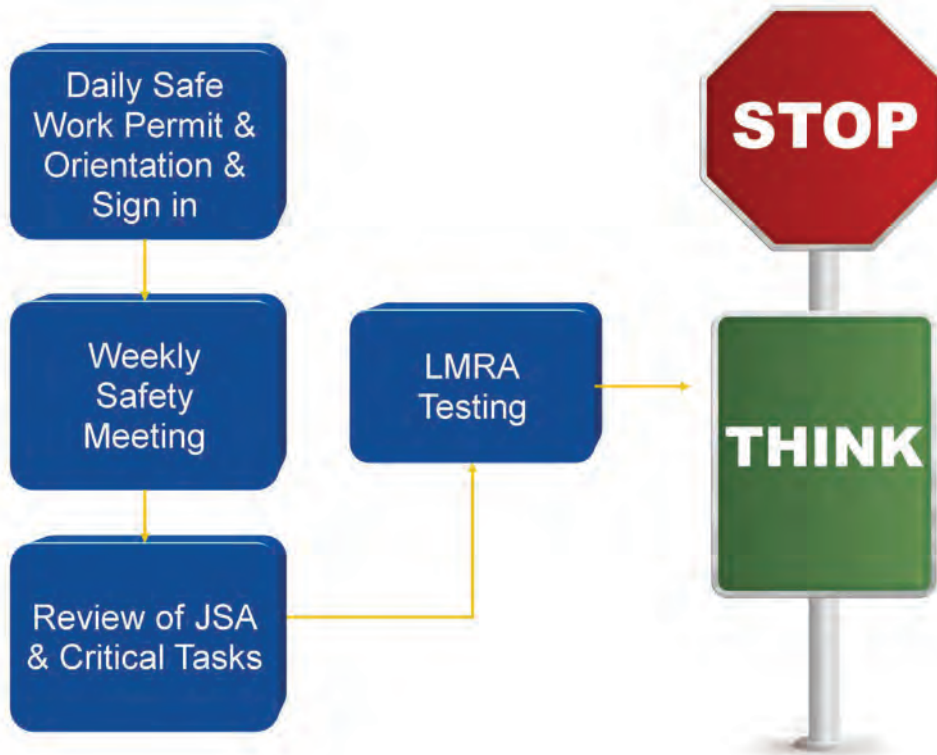 Daily Safe
Work Permit &
Orientation &
Sign in
Weekly
Safety
Meeting
Review of JSA
& Critical Tasks
LMRA
Testing
STOP
THINK